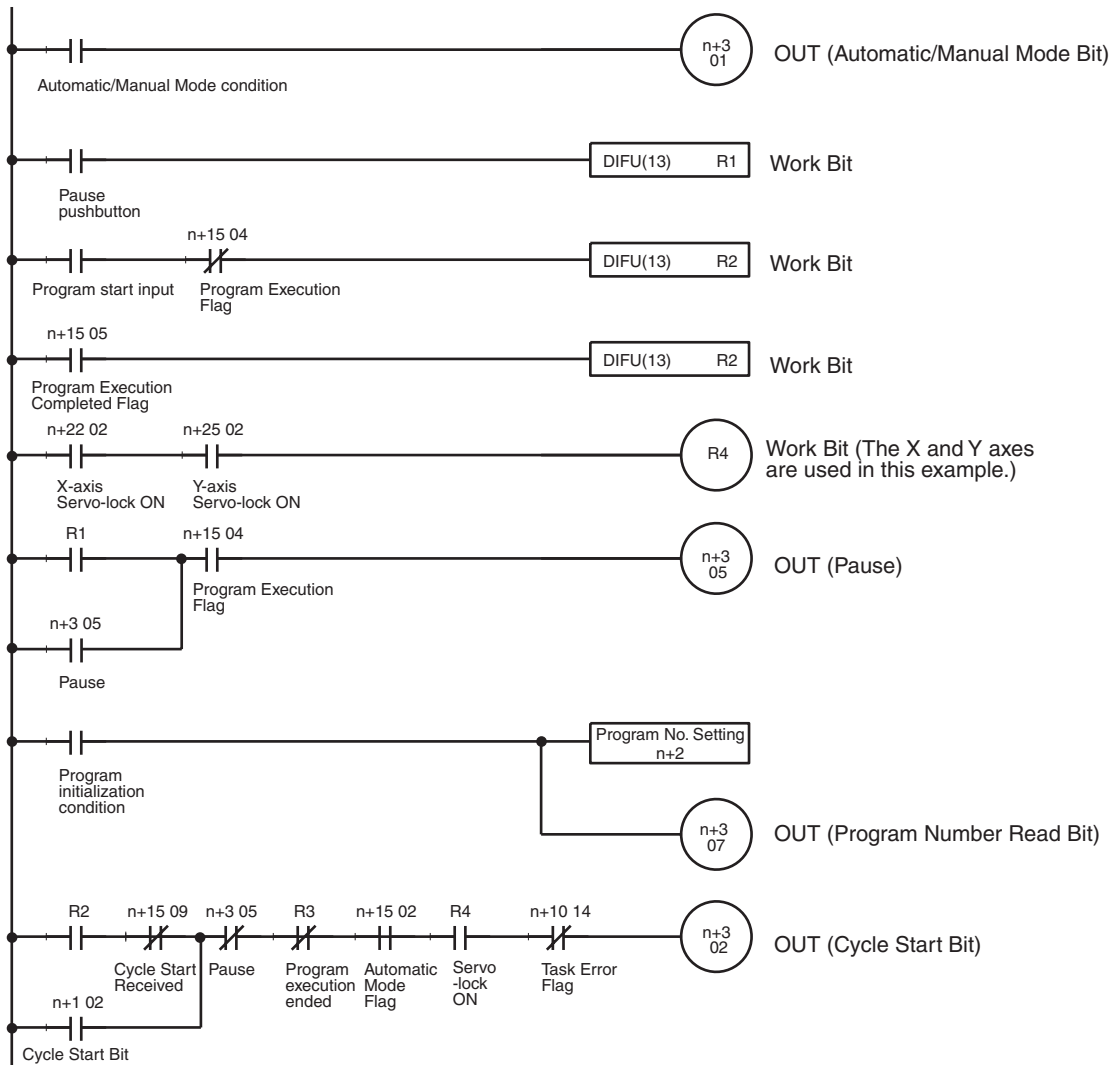 n+3
01
OUT (Automatic/Manual Mode Bit)
Automatic/Manual Mode condition
DIFU(13) R1
Work Bit
Pause
pushbutton
n+15 04
DIFU(13) R2
Work Bit
Program start input
Program Execution
Flag
n+15 05
DIFU(13) R2
Work Bit
Program Execution
Completed Flag
n+22 02
n+25 02
R4
Work Bit (The X and Y axes
are used in this example.)
X-axis
Servo-lock ON
Y-axis
Servo-lock ON
R1
n+15 04
n+3
05
OUT (Pause)
Program Execution
Flag
n+3 05
Pause
Program No. Setting
n+2
Program
initialization
condition
n+3
07
OUT (Program Number Read Bit)
R2
n+15 09
n+3 05
R3
n+15 02
R4
n+10 14
n+3
02
OUT (Cycle Start Bit)
Cycle Start
Received
Pause
Program
execution
ended
Automatic
Mode
Flag
Servo
-lock
ON
Task Error
Flag
n+1 02
Cycle Start Bit